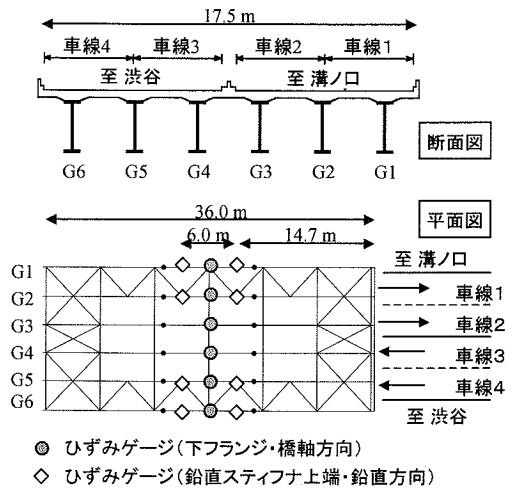 17.5 m
車線4 車線3 車線2 車線1
至 渋谷 至 溝ノ口
G6 G5 G4 G3 G2 G1
断面図
36.0 m
平面図
6.0 m 14.7 m
至 溝ノ口
G1
車線1
G2
車線2
G3
G4
車線3
G5
車線4
G6
至 渋谷
ひずみゲージ(下フランジ・橋軸方向)
ひずみゲージ(鉛直スティフナ上端・鉛直方向)